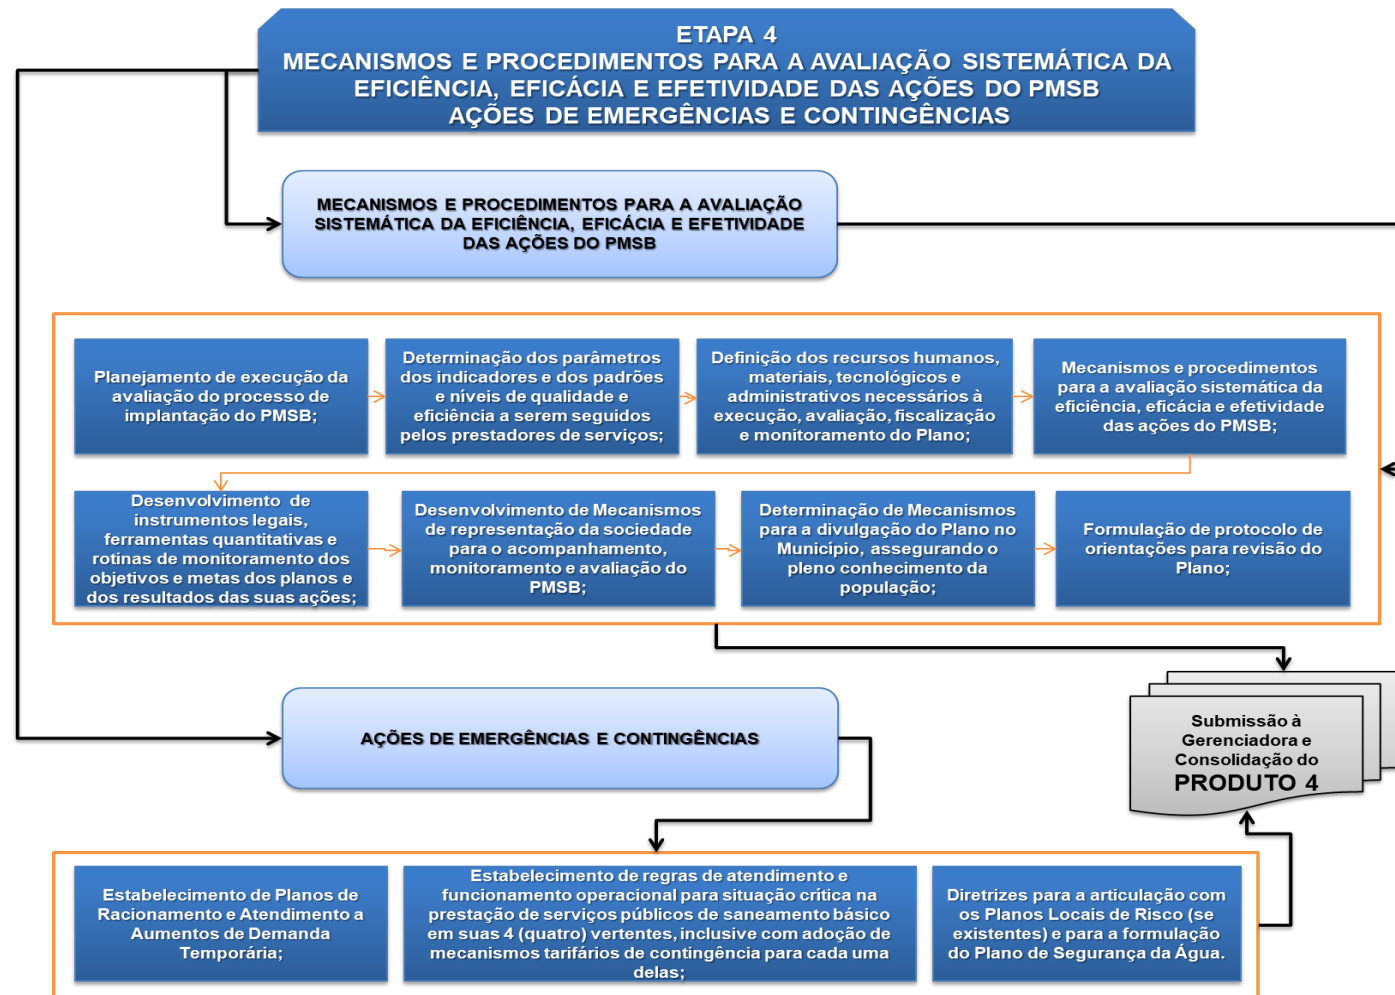 ETAPA 4
MECANISMOS E PROCEDIMENTOS PARA A AVALIAÇÃO SISTEMÁTICA DA
EFICIÊNCIA, EFICÁCIA E EFETIVIDADE DAS AÇÕES DO PMSB
AÇÕES DE EMERGÊNCIAS E CONTINGÊNCIAS
MECANISMOS E PROCEDIMENTOS PARA A AVALIAÇÃO
SISTEMÁTICA DA EFICIÊNCIA, EFICÁCIA E EFETIVIDADE
DAS AÇÕES DO PMSB
Planejamento de execução da
avaliação do processo de
implantação do PMSB;
Determinação dos parâmetros
dos indicadores e dos padrões
e níveis de qualidade e
eficiência a serem seguidos
pelos prestadores de serviços;
Definição dos recursos humanos,
materiais, tecnológicos e
administrativos necessários à
execução, avaliação, fiscalização
e monitoramento do Plano;
Mecanismos e procedimentos
para a avaliação sistemática da
eficiência, eficácia e efetividade
das ações do PMSB;
Desenvolvimento de
instrumentos legais,
ferramentas quantitativas e
rotinas de monitoramento dos
objetivos e metas dos planos e
dos resultados das suas ações;
Desenvolvimento de Mecanismos
de representação da sociedade
para o acompanhamento,
monitoramento e avaliação do
PMSB;
Determinação de Mecanismos
para a divulgação do Plano no
Município, assegurando o
pleno conhecimento da
população;
Formulação de protocolo de
orientações para revisão do
Plano;
AÇÕES DE EMERGÊNCIAS E CONTINGÊNCIAS
Submissão à
Gerenciadora e
Consolidação do
PRODUTO 4
Estabelecimento de Planos de
Racionamento e Atendimento a
Aumentos de Demanda
Temporária;
Estabelecimento de regras de atendimento e
funcionamento operacional para situação crítica na
prestação de serviços públicos de saneamento básico
em suas 4 (quatro) vertentes, inclusive com adoção de
mecanismos tarifários de contingência para cada uma
delas;
Diretrizes para a articulação com
os Planos Locais de Risco (se
existentes) e para a formulação
do Plano de Segurança da Água.